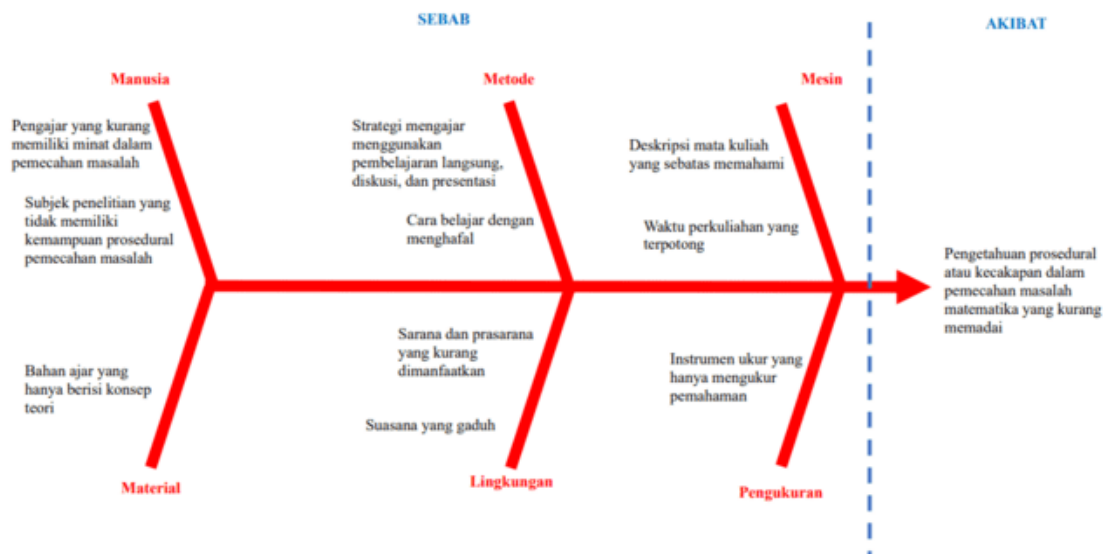 SEBAB
AKIBAT
Manusia
Metode
Mesin
Pengajar yang kurang
memiliki minat dalam
pemecahan masalah
Subjek penelitian yang
tidak memiliki
kemampuan prosedural
pemecahan masalah
Strategi mengajar
menggunakan
pembelajaran langsung,
diskusi, dan presentasi
Cara belajar dengan
menghafal
Deskripsi mata kuliah
yang sebatas memahami
Waktu perkuliahan yang
terpotong
Pengetahuan prosedural
atau kecakapan dalam
pemecahan masalah
matematika yang kurang
memadai
Bahan ajar yang
hanya berisi konsep
teori
Sarana dan prasarana
yang kurang
dimanfaatkan
Suasana yang gaduh
Instrumen ukur yang
hanya mengukur
pemahaman
Material
Lingkungan
Pengukuran